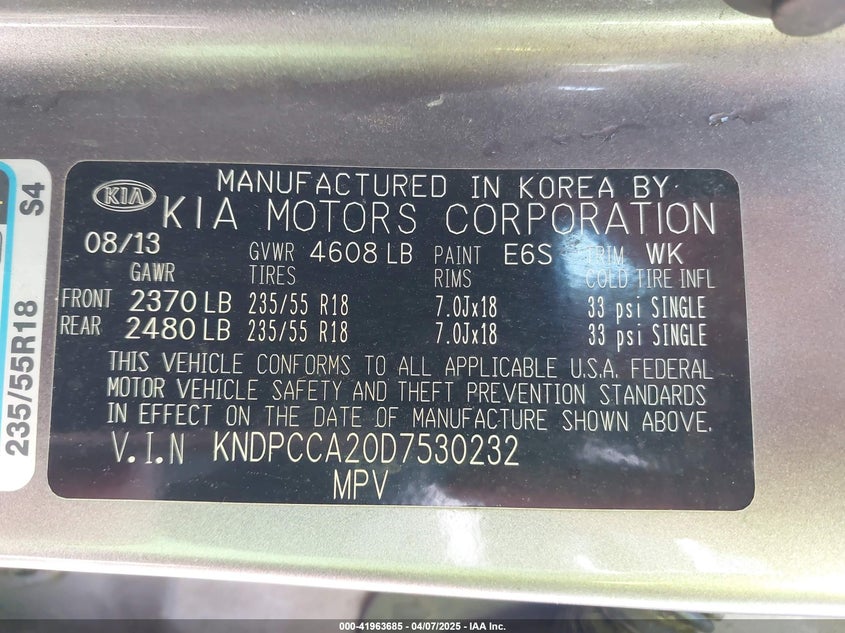 KIA
MANUFACTURED IN KOREA BY
KIA MOTORS CORPORATION
08/13 GVWR 4608 LB PAINT E6S TRIM WK
GAWR TIRES RIMS COLD TIRE INFL
FRONT 2370 LB 235/55 R18 7.0Jx18 33 psi SINGLE
REAR 2480 LB 235/55 R18 7.0Jx18 33 psi SINGLE
THIS VEHICLE CONFORMS TO ALL APPLICABLE U.S.A. FEDERAL
MOTOR VEHICLE SAFETY AND THEFT PREVENTION STANDARDS
IN EFFECT ON THE DATE OF MANUFACTURE SHOWN ABOVE.
V.I.N KNDPCCA20D7530232
MPV
235/55R18 S4
000-41963685 - 04/07/2025 - IAA Inc.